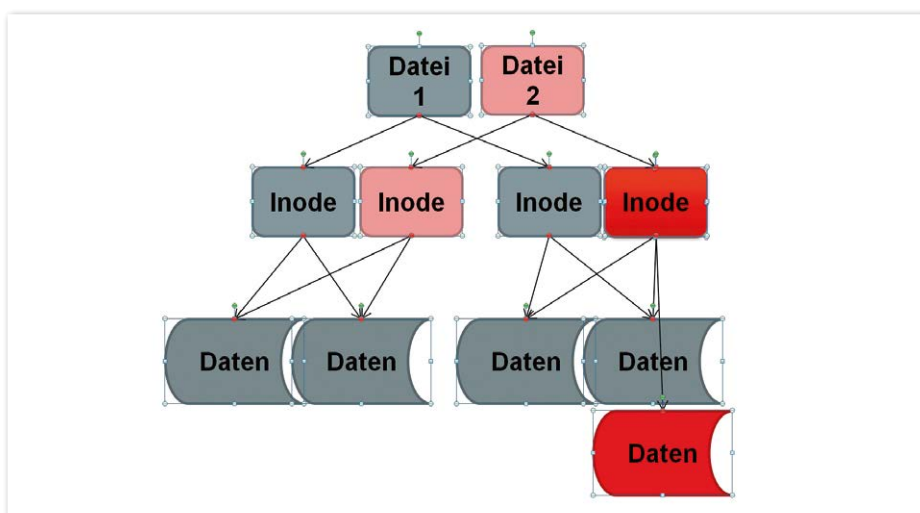 Datei
1
Datei
2
Inode
Inode
Inode
Inode
Daten
Daten
Daten
Daten
Daten